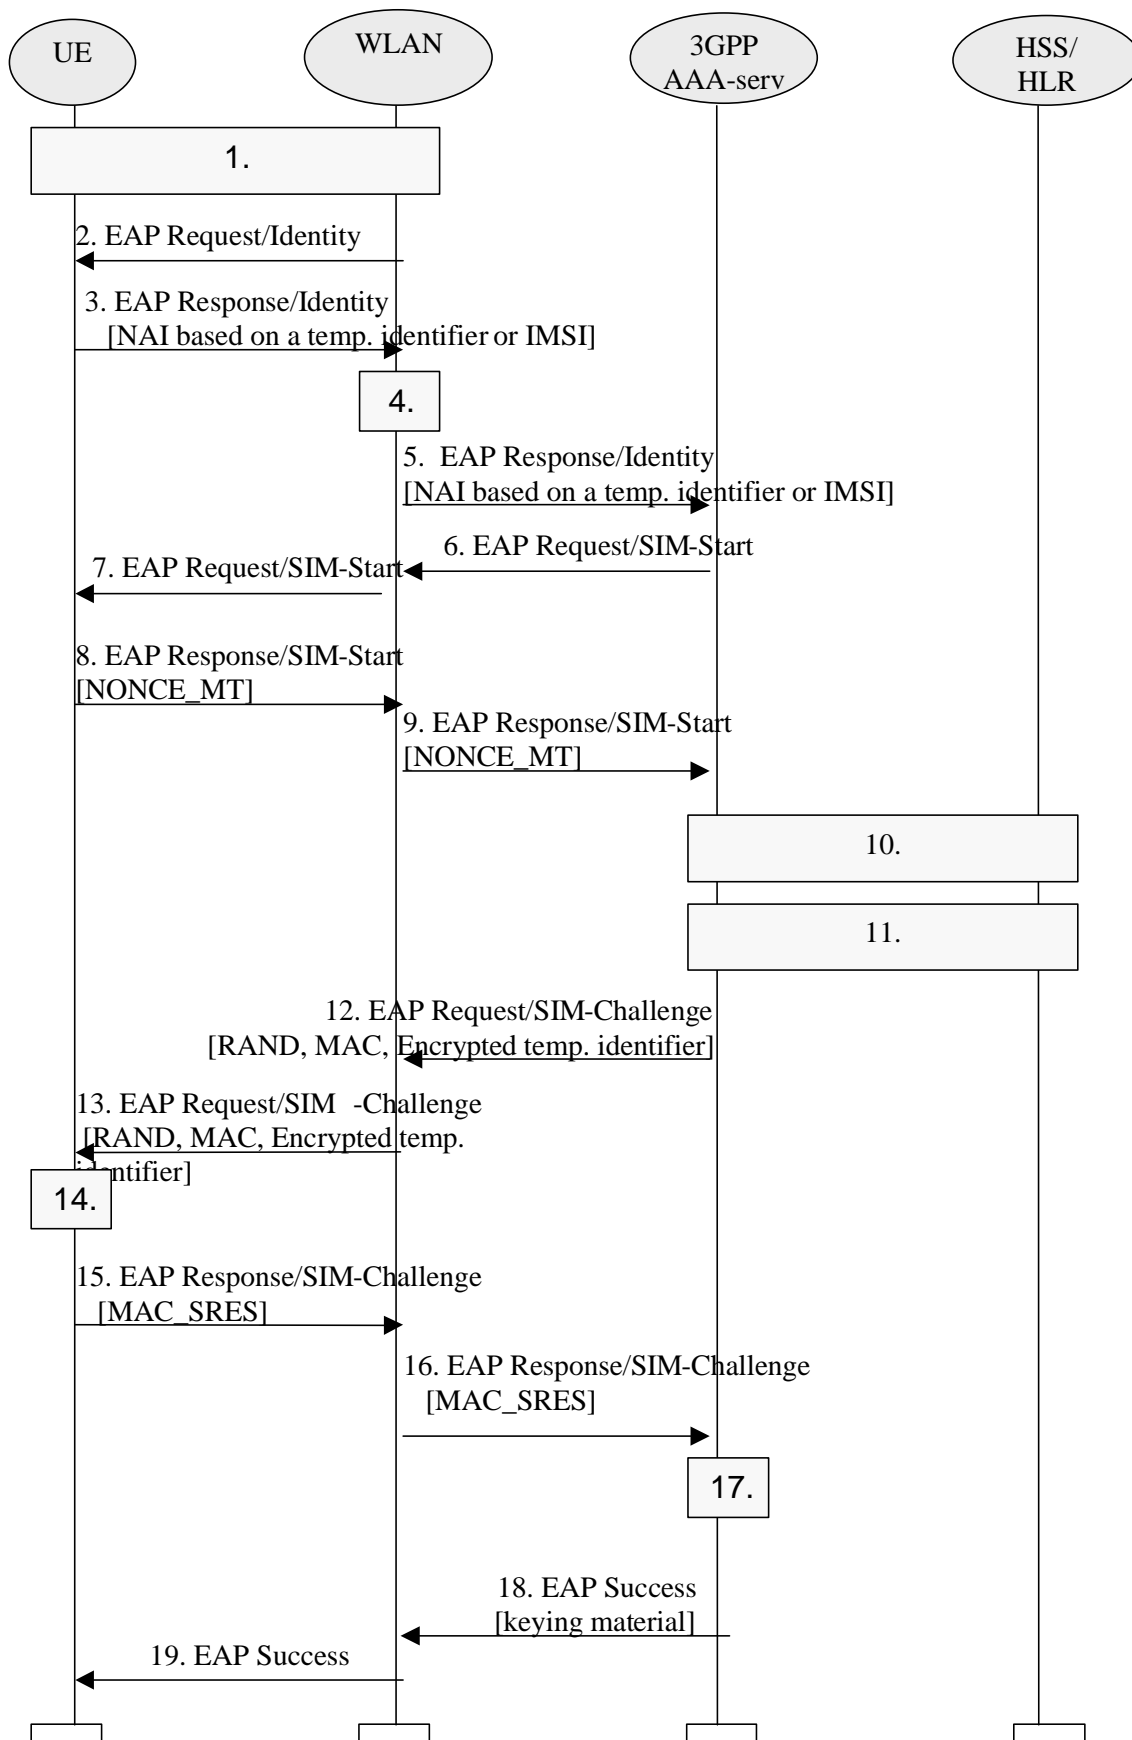 UE
WLAN
3GPP
AAA-serv
HSS/
HLR
1.
2. EAP Request/Identity
3. EAP Response/Identity
[NAI based on a temp. identifier or IMSI]
4.
5.  EAP Response/Identity
[NAI based on a temp. identifier or IMSI]
6. EAP Request/SIM-Start
7. EAP Request/SIM-Start
8. EAP Response/SIM-Start
[NONCE_MT]
9. EAP Response/SIM-Start
[NONCE_MT]
10.
11.
12. EAP Request/SIM-Challenge
[RAND, MAC, Encrypted temp. identifier]
13. EAP Request/SIM  -Challenge
[RAND, MAC, Encrypted temp.
identifier]
14.
15. EAP Response/SIM-Challenge
[MAC_SRES]
16. EAP Response/SIM-Challenge
[MAC_SRES]
17.
18. EAP Success
[keying material]
19. EAP Success